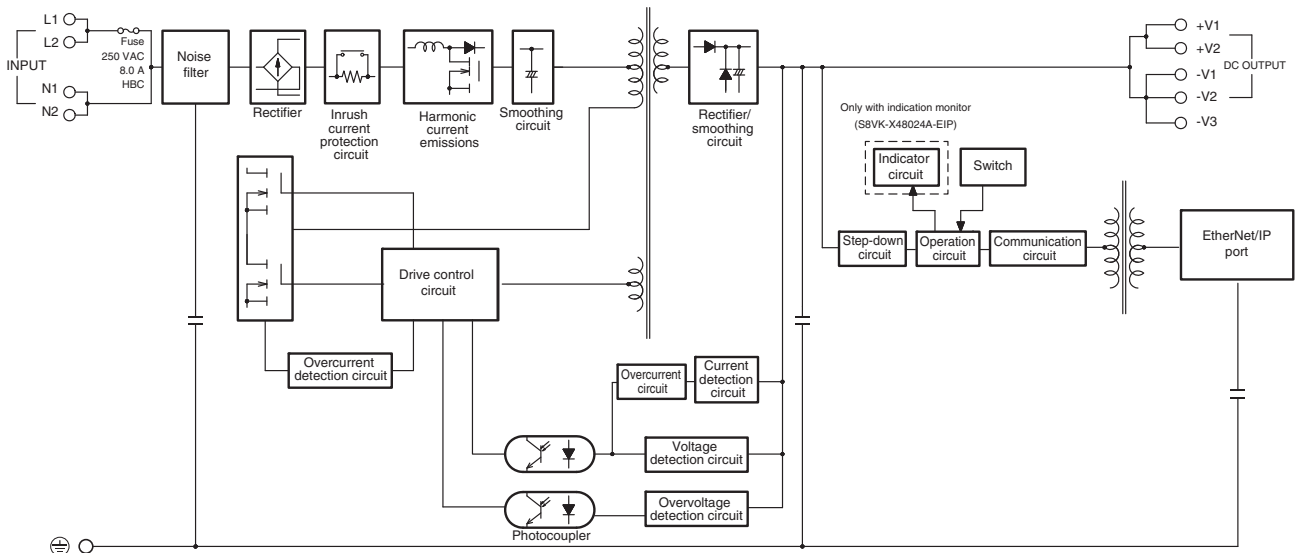 L1
L2
INPUT
N1
N2
Fuse
250 VAC
8.0 A
HBC
Noise
filter
Rectifier
Inrush
current
protection
circuit
Harmonic
current
emissions
Smoothing
circuit
Rectifier/
smoothing
circuit
+V1
+V2
DC OUTPUT
-V1
-V2
-V3
Only with indication monitor
(S8VK-X48024A-EIP)
Indicator
circuit
Switch
Step-down
circuit
Operation
circuit
Communication
circuit
EtherNet/IP
port
Drive control
circuit
Overcurrent
detection circuit
Overcurrent
circuit
Current
detection
circuit
Voltage
detection circuit
Overvoltage
detection circuit
Photocoupler